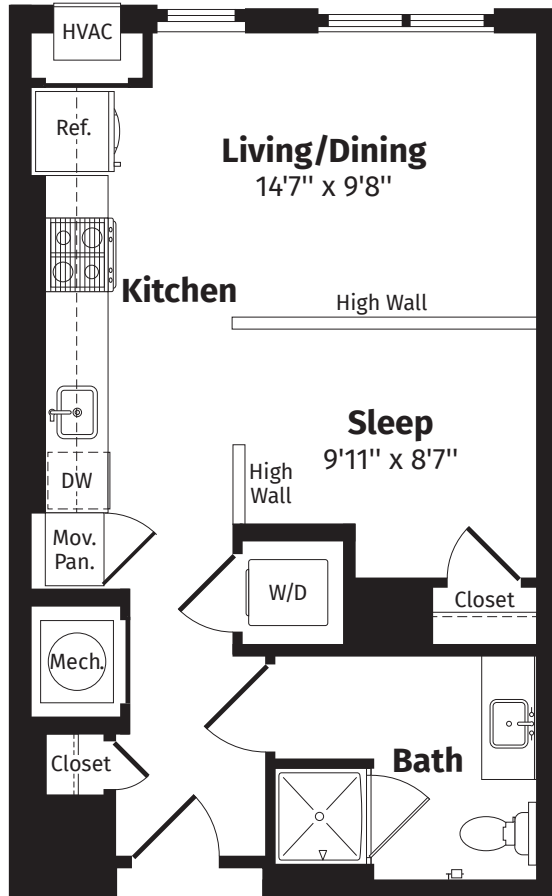 HVAC
Ref.
Living/Dining
14'7" x 9'8"
Kitchen
High Wall
Sleep
9'11" x 8'7"
High
Wall
DW
Mov.
Pan.
W/D
Closet
Mech.
Closet
Bath